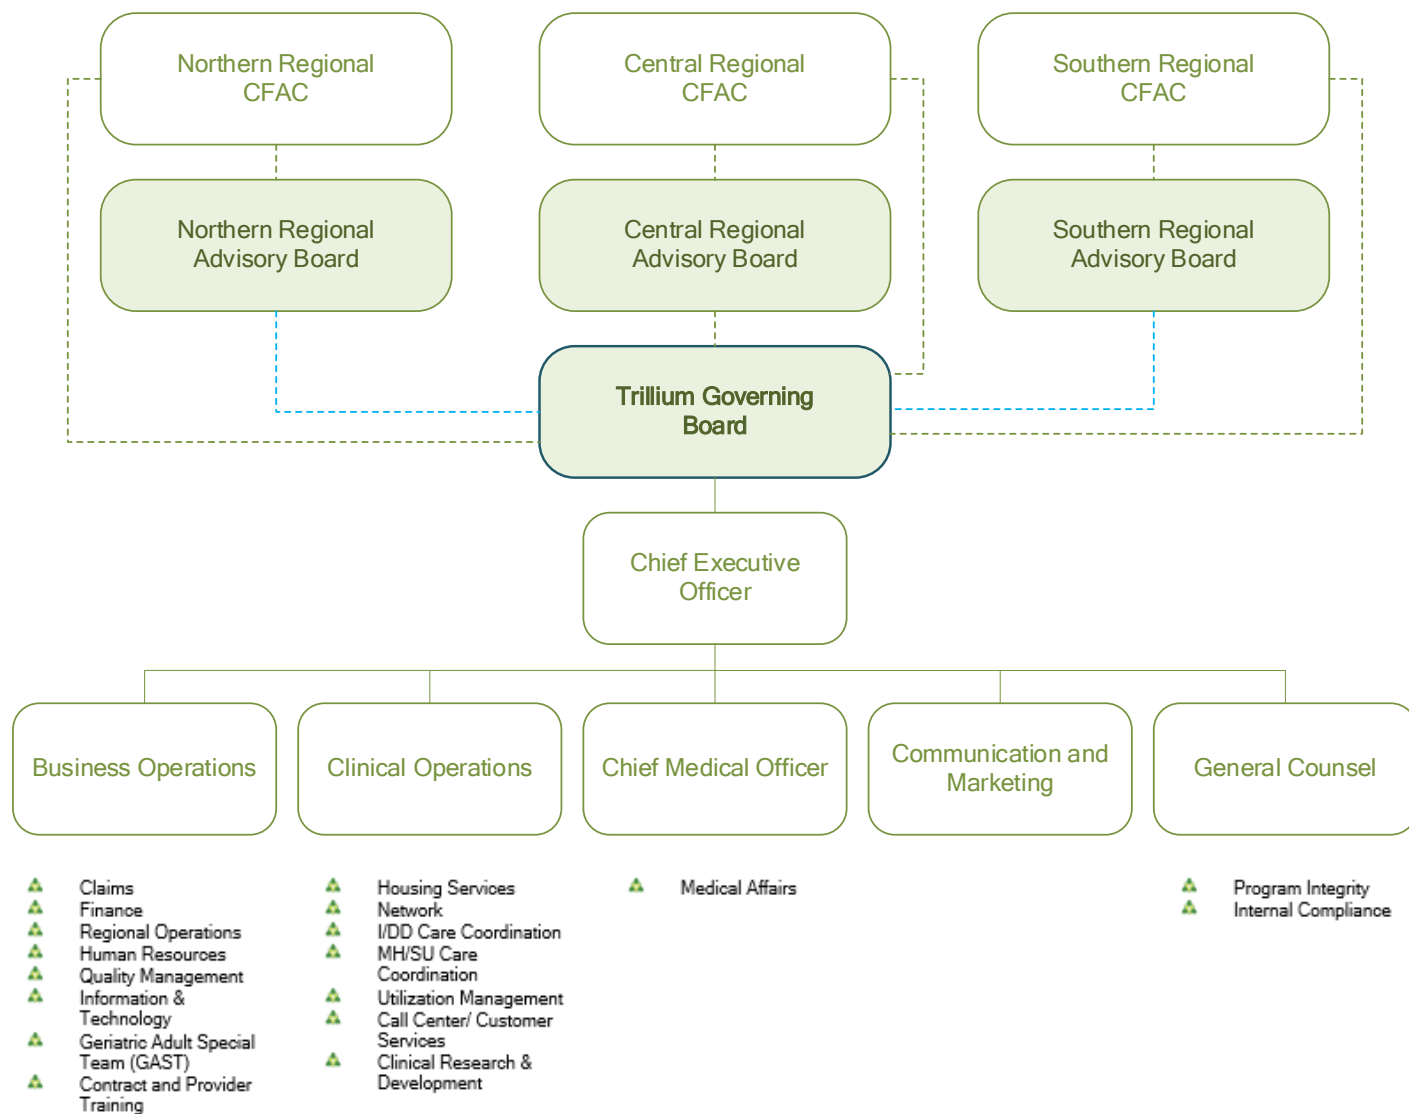 Northern Regional
CFAC
Central Regional
CFAC
Southern Regional
CFAC
Northern Regional
Advisory Board
Central Regional
Advisory Board
Southern Regional
Advisory Board
Trillium Governing
Board
Chief Executive
Officer
Business Operations
Clinical Operations
Chief Medical Officer
Communication and
Marketing
General Counsel
Claims
Finance
Regional Operations
Human Resources
Quality Management
Information &
Technology
Geriatric Adult Special
Team (GAST)
Contract and Provider
Training
Housing Services
Network
I/DD Care Coordination
MH/SU Care
Coordination
Utilization Management
Call Center/ Customer
Services
Clinical Research &
Development
Medical Affairs
Program Integrity
Internal Compliance